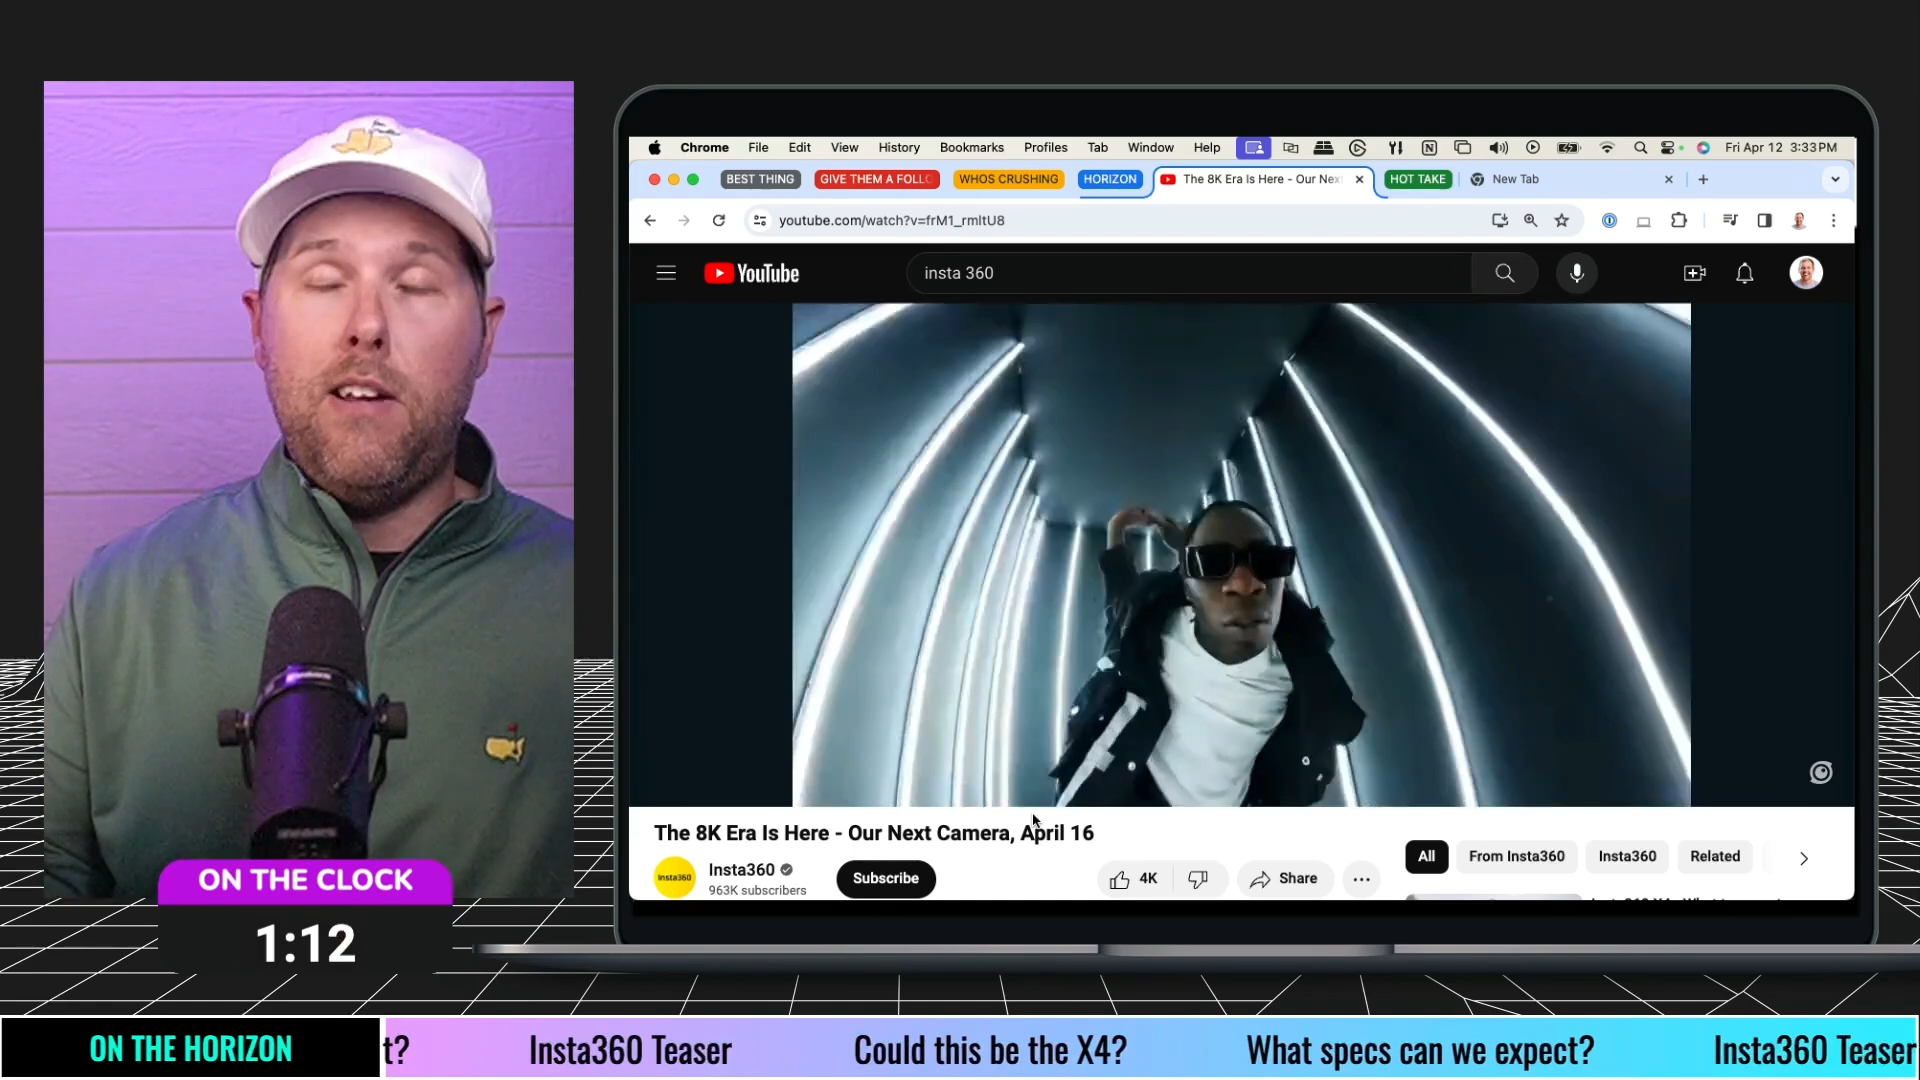 Chrome File Edit View History Bookmarks Profiles Tab Window Help Fri Apr 12 3:33 PM
BEST THING GIVE THEM A FOLLO WHOS CRUSHING HORIZON The 8K Era Is Here - Our Nex HOT TAKE New Tab
youtube.com/watch?v=frM1_rmltU8
YouTube insta 360
The 8K Era Is Here - Our Next Camera, April 16
Insta360
Insta360
963K subscribers
Subscribe
4K
Share
All From Insta360 Insta360 Related
ON THE CLOCK
1:12
ON THE HORIZON
t? Insta360 Teaser Could this be the X4? What specs can we expect? Insta360 Teaser